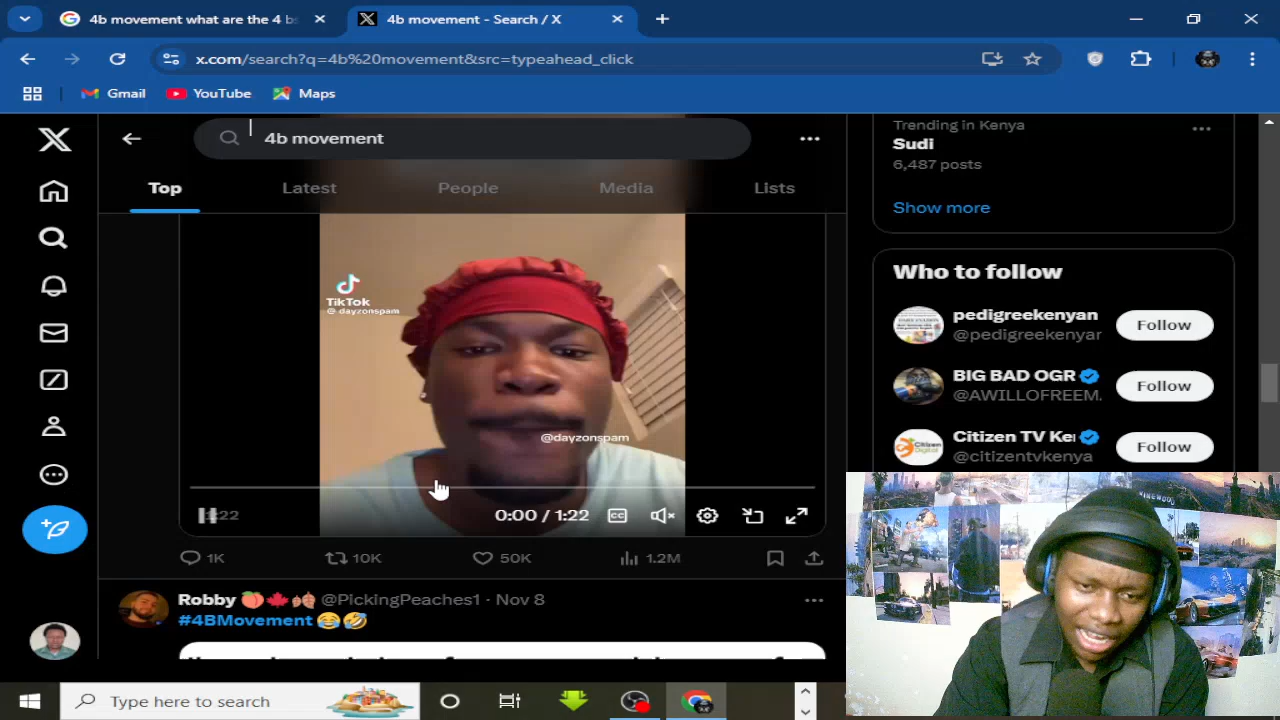 4b movement what are the 4 bs
4b movement - Search / X
x.com/search?q=4b%20movement&src=typeahead_click
Gmail
YouTube
Maps
4b movement
Top
Latest
People
Media
Lists
TikTok
@ dayzonspam
@dayzonspam
0:00 / 1:22
CC
1K
10K
50K
1.2M
Robby 🍑🍁🍂 @PickingPeaches1 · Nov 8
#4BMovement 😂🤣
Trending in Kenya
Sudi
6,487 posts
Show more
Who to follow
pedigreekenyan
@pedigreekenyar
Follow
BIG BAD OGR
@AWILLOFREEM.
Follow
Citizen TV Ke
@citizentvkenya
Follow
Type here to search